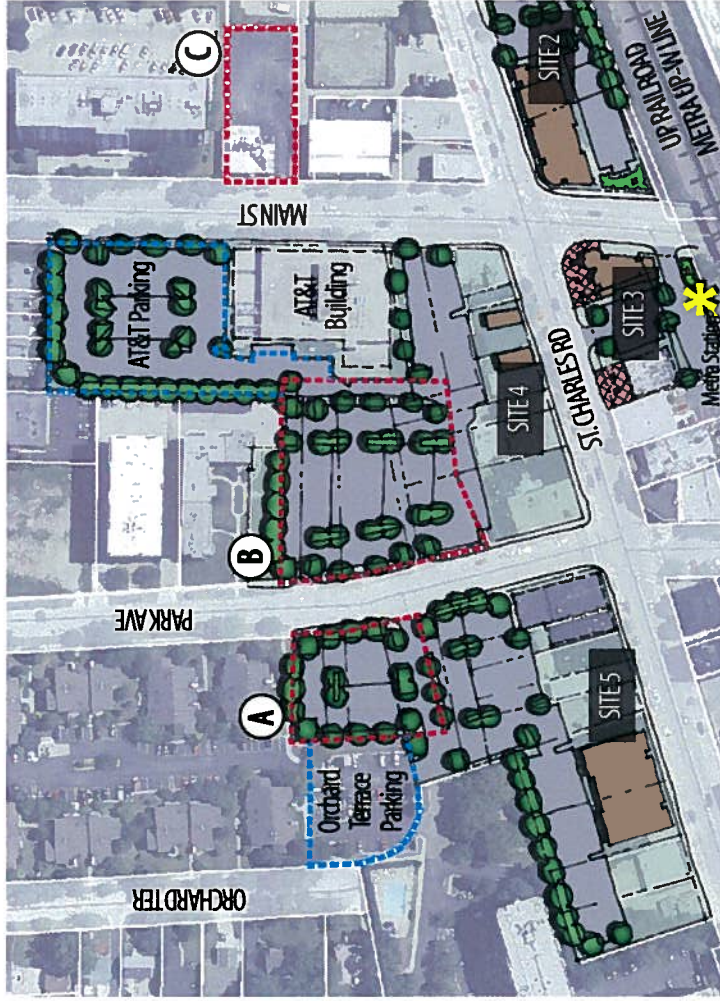 C
SITE 2
UP RAILROAD
METRA UP-W LINE
MAIN ST
AT&T Parking
AT&T
Building
SITE 3
*
Metra
SITE 4
ST. CHARLES RD
B
PARK AVE
A
Orchard
Terrace
Parking
SITE 5
ORCHARD TER